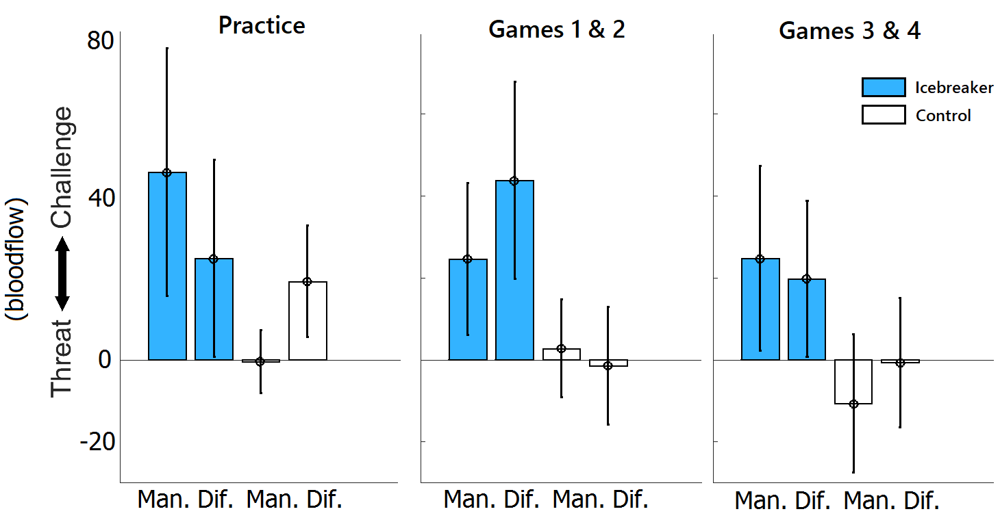 Practice
Games 1 & 2
Games 3 & 4
80
40
0
-20
(bloodflow)
Threat
Challenge
Icebreaker
Control
Man. Dif. Man. Dif.
Man. Dif. Man. Dif.
Man. Dif. Man. Dif.